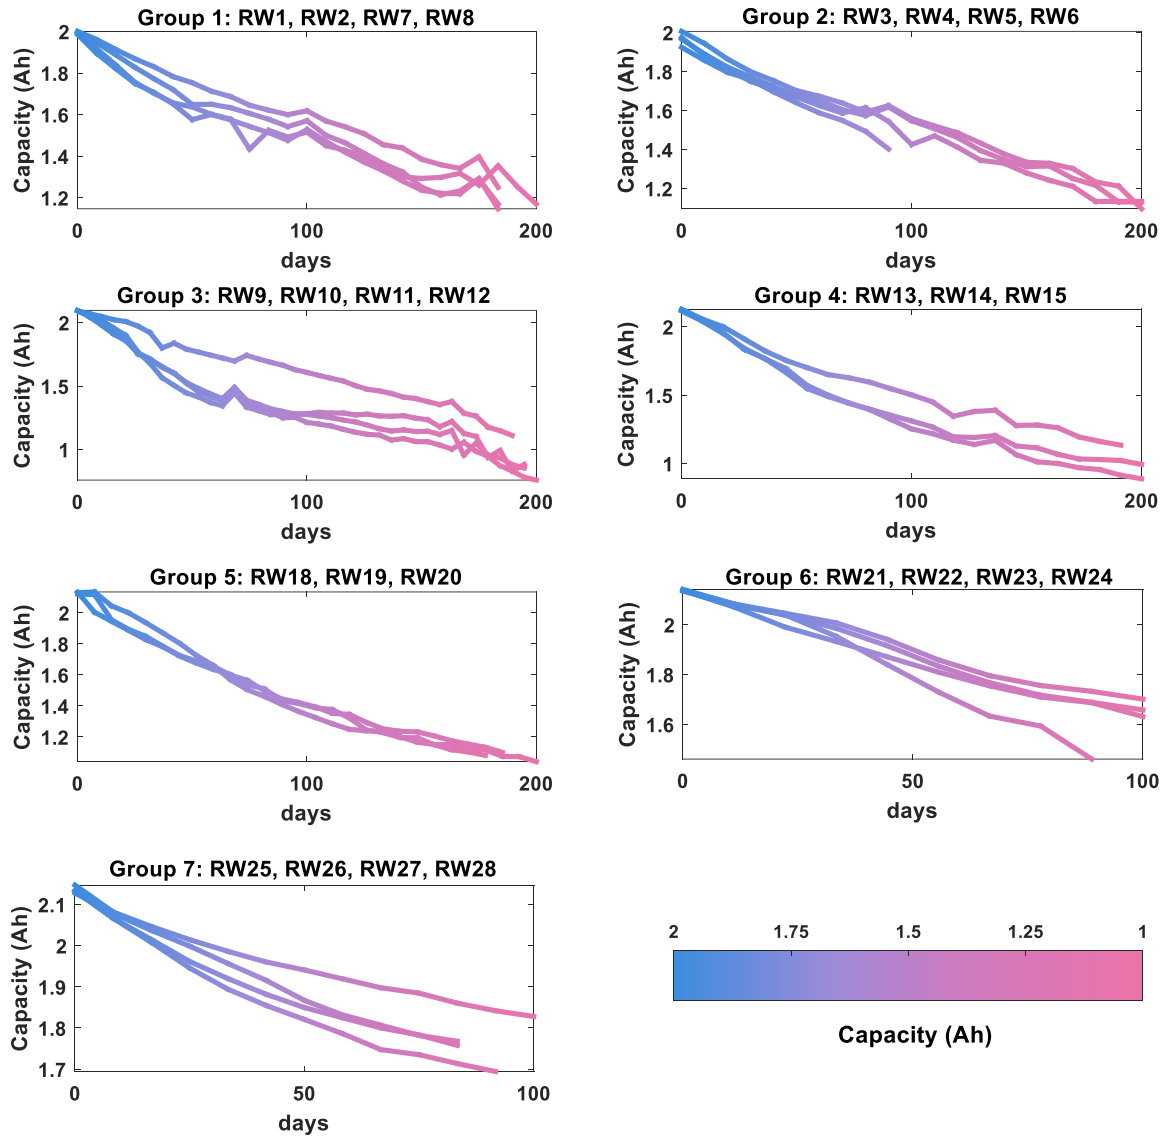 Group 1: RW1, RW2, RW7, RW8
2
1.8
1.6
1.4
1.2
Capacity (Ah)
0
100
200
days
Group 2: RW3, RW4, RW5, RW6
2
1.8
1.6
1.4
1.2
Capacity (Ah)
0
100
200
days
Group 3: RW9, RW10, RW11, RW12
2
1.5
1
Capacity (Ah)
0
100
200
days
Group 4: RW13, RW14, RW15
2
1.5
1
Capacity (Ah)
0
100
200
days
Group 5: RW18, RW19, RW20
2
1.8
1.6
1.4
1.2
Capacity (Ah)
0
100
200
days
Group 6: RW21, RW22, RW23, RW24
2
1.8
1.6
Capacity (Ah)
0
50
100
days
Group 7: RW25, RW26, RW27, RW28
2.1
2
1.9
1.8
1.7
Capacity (Ah)
0
50
100
days
2
1.75
1.5
1.25
1
Capacity (Ah)